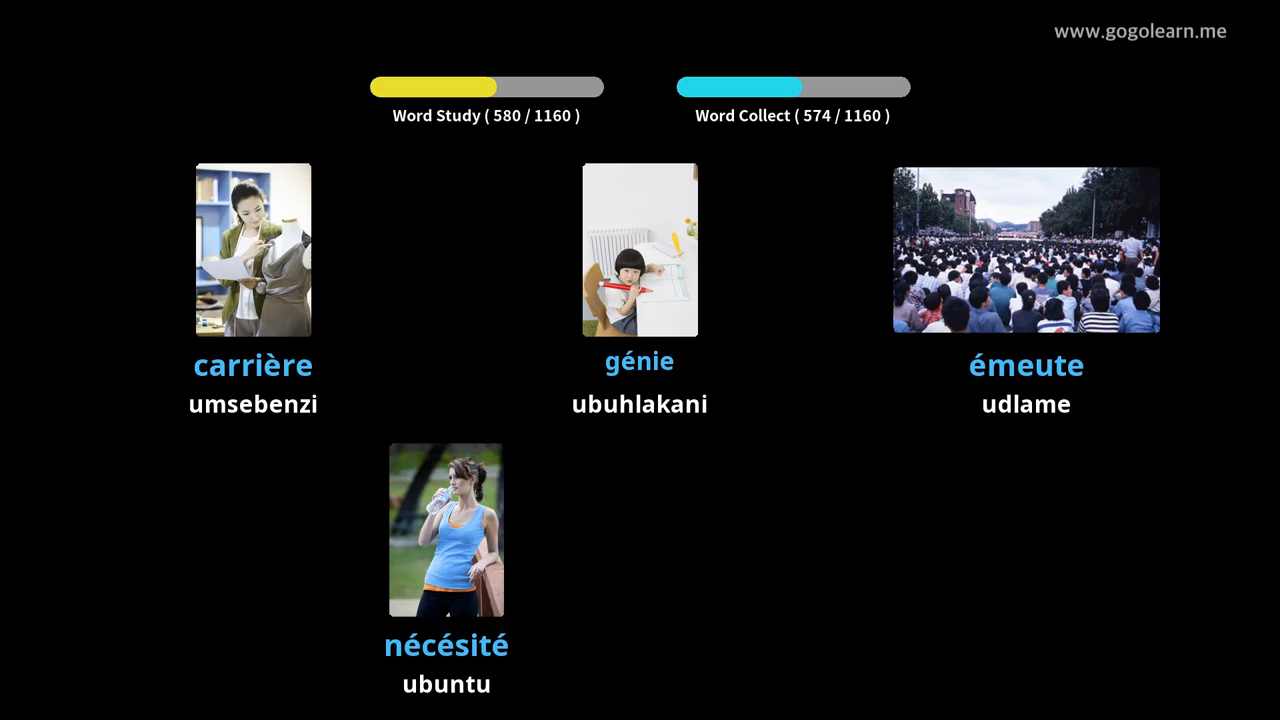 www.gogolearn.me
Word Study ( 580 / 1160 )
Word Collect ( 574 / 1160 )
carrière
umsebenzi
génie
ubuhlakani
émeute
udlame
nécésité
ubuntu